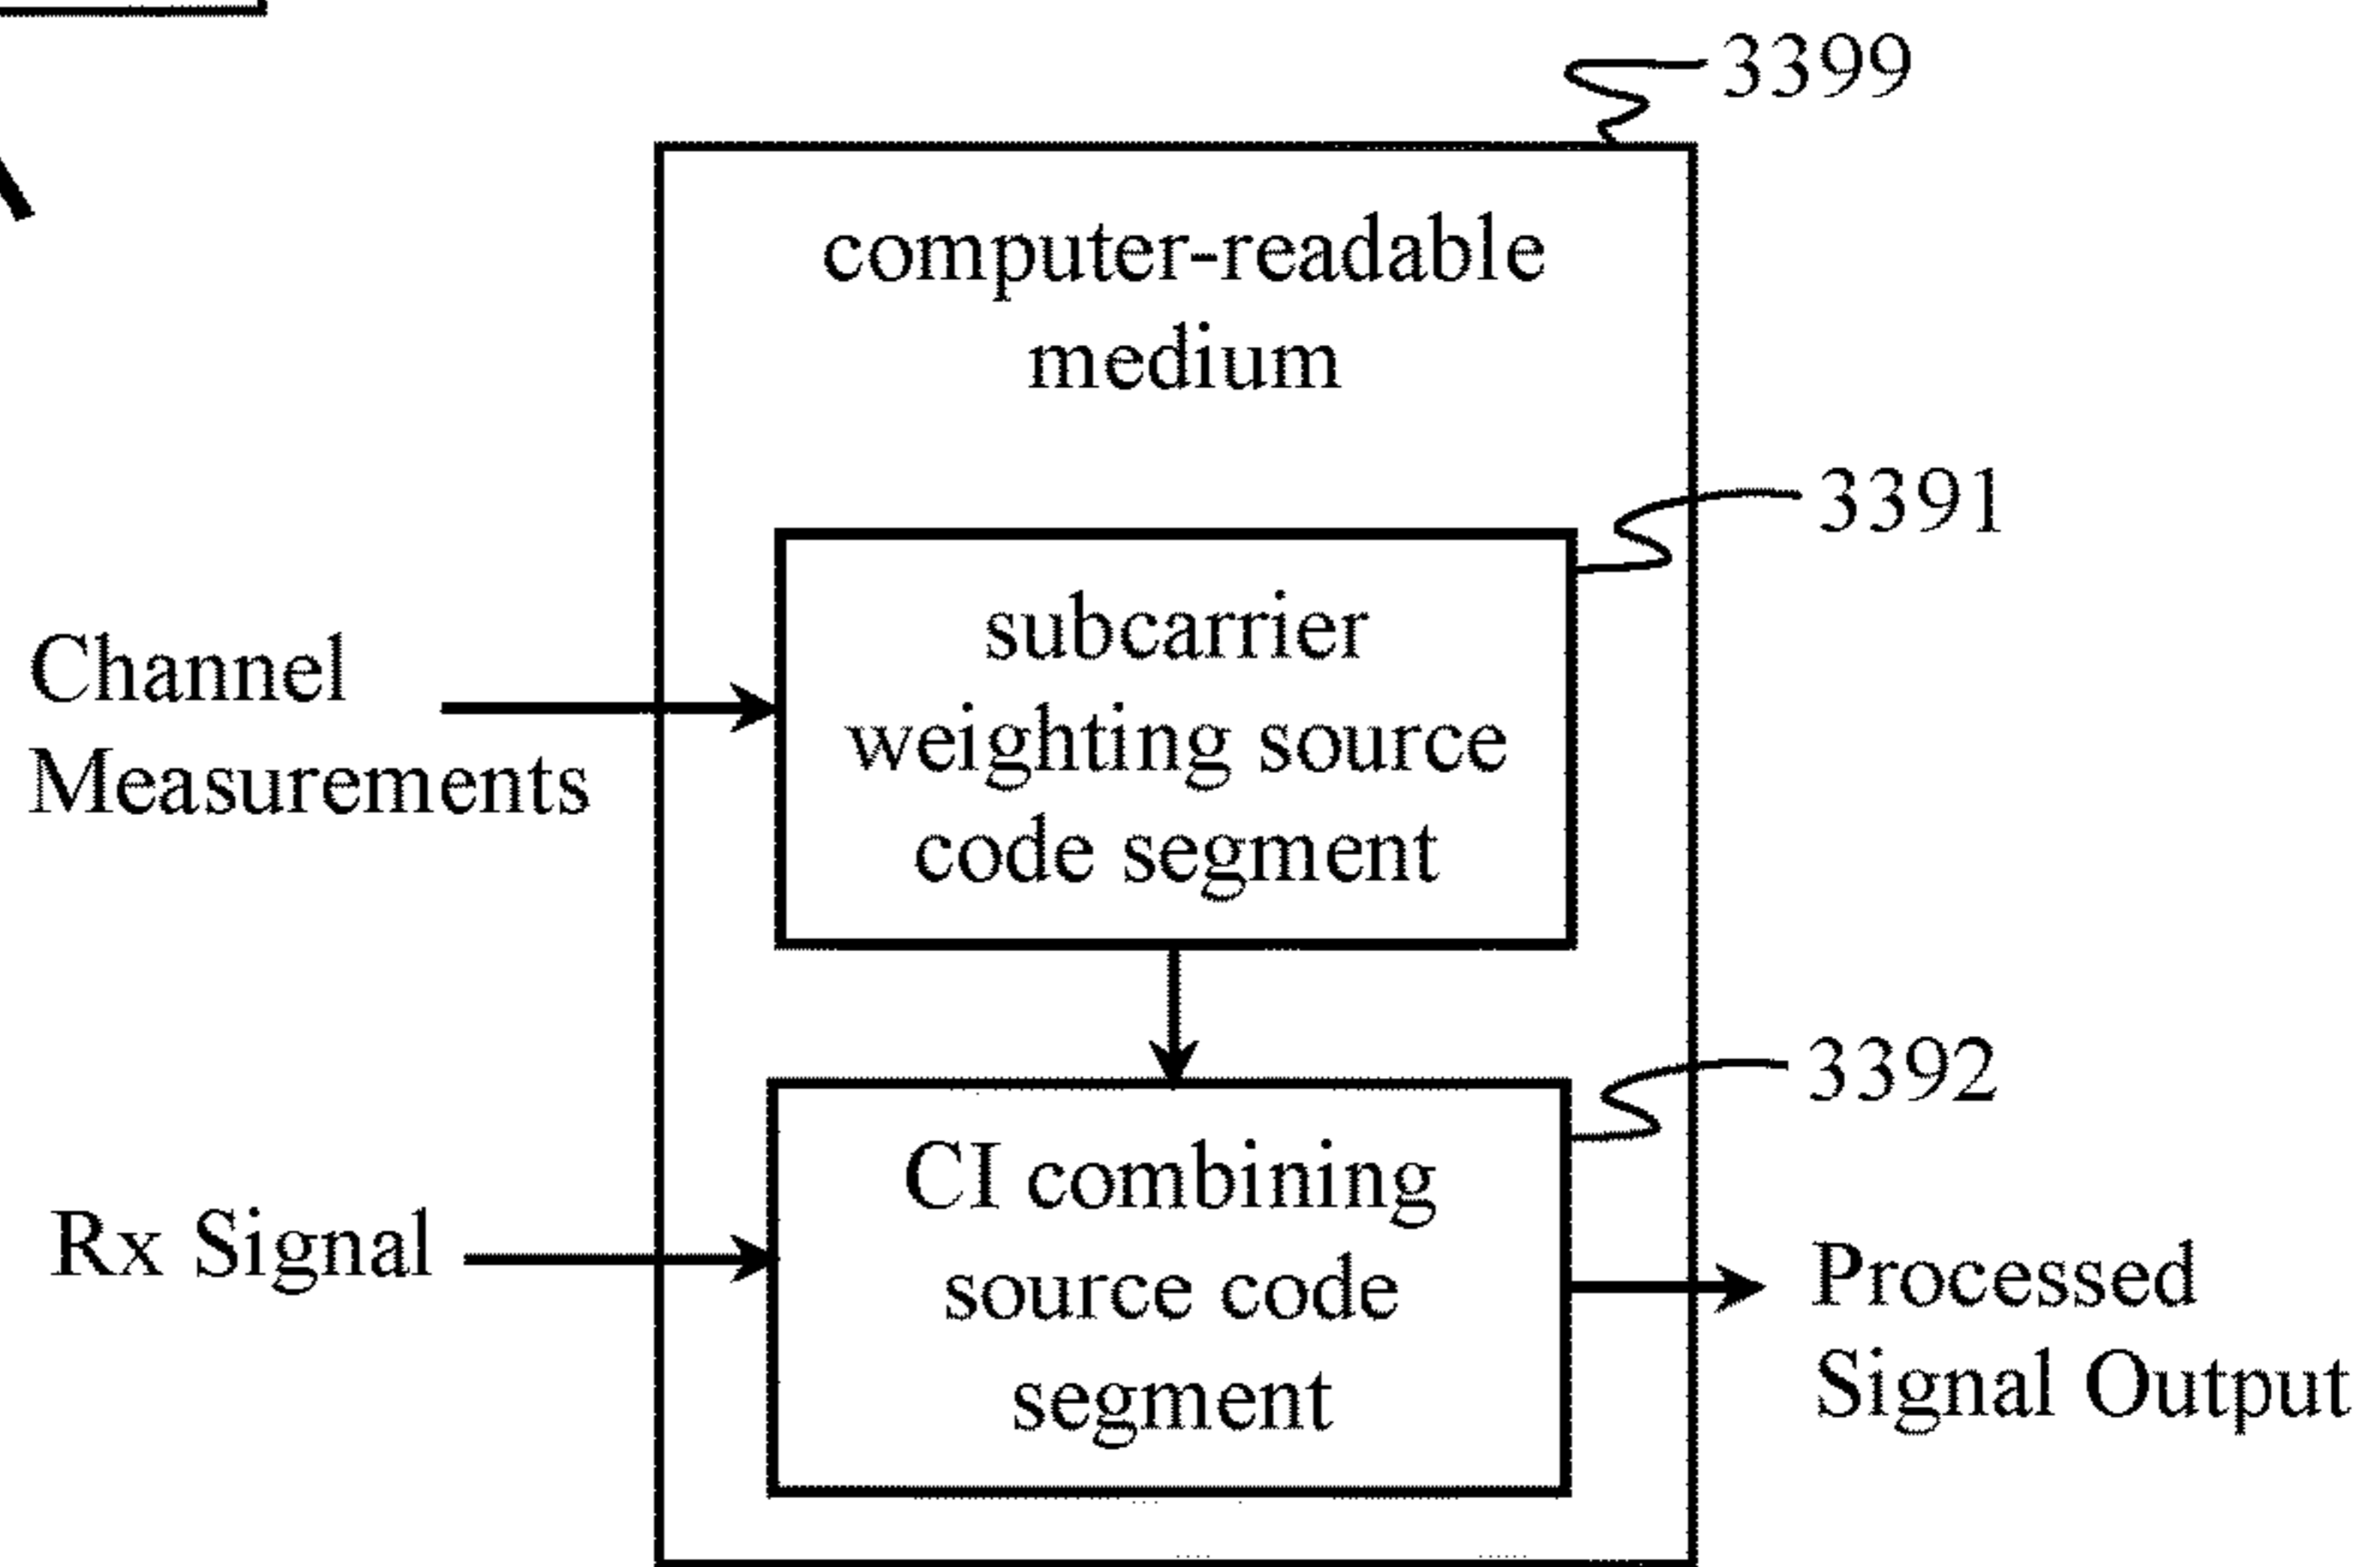 3399
computer-readable
medium
3391
subcarrier
weighting source
code segment
Channel
Measurements
3392
CI combining
source code
segment
Rx Signal
Processed
Signal Output